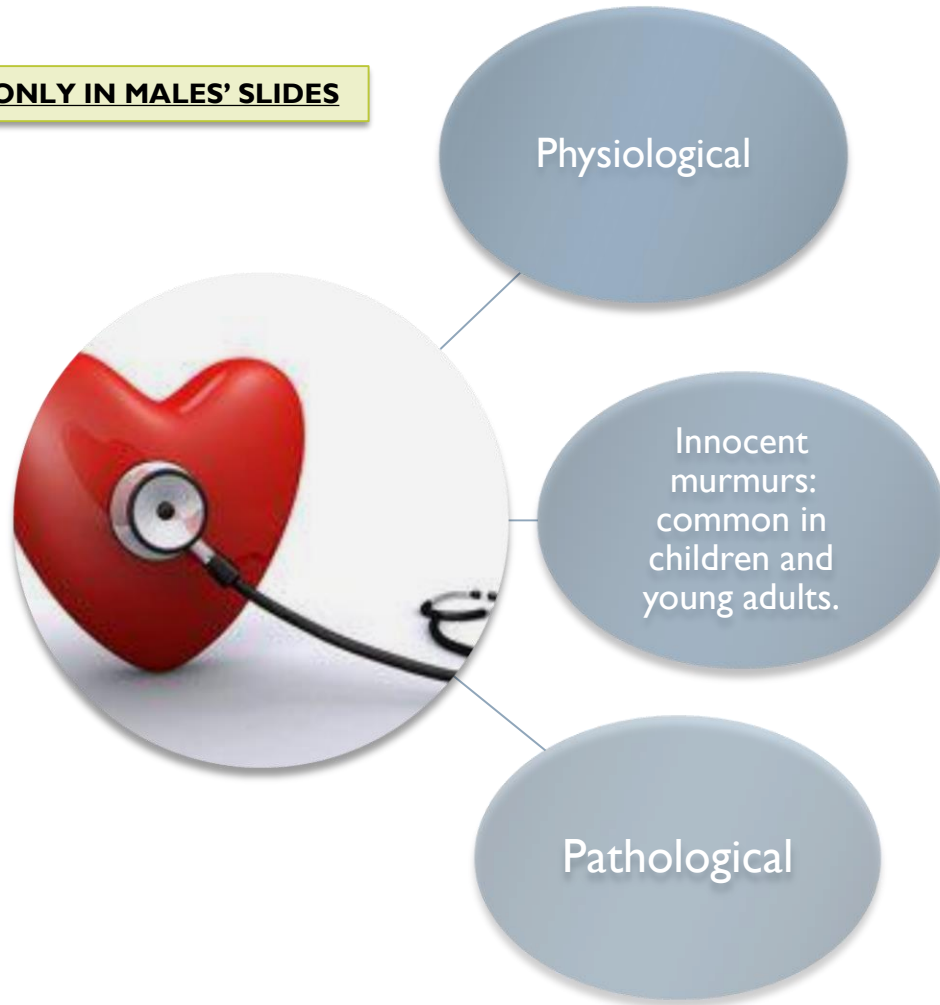 ONLY IN MALES’ SLIDES
Physiological
Innocent
murmurs:
common in
children and
young adults.
Pathological